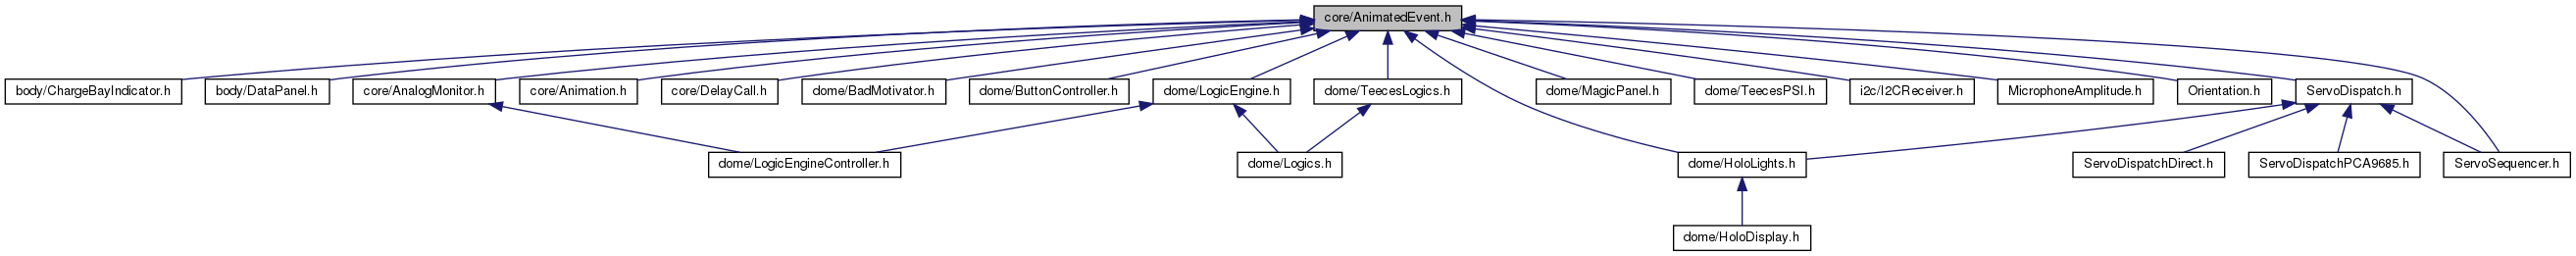 core/AnimatedEvent.h
body/ChargeBayIndicator.h
body/DataPanel.h
core/AnalogMonitor.h
core/Animation.h
core/DelayCall.h
dome/BadMotivator.h
dome/ButtonController.h
dome/LogicEngine.h
dome/TeecesLogics.h
dome/MagicPanel.h
dome/TeecesPSI.h
i2c/I2CReceiver.h
MicrophoneAmplitude.h
Orientation.h
ServoDispatch.h
dome/LogicEngineController.h
dome/Logics.h
dome/HoloLights.h
ServoDispatchDirect.h
ServoDispatchPCA9685.h
ServoSequencer.h
dome/HoloDisplay.h